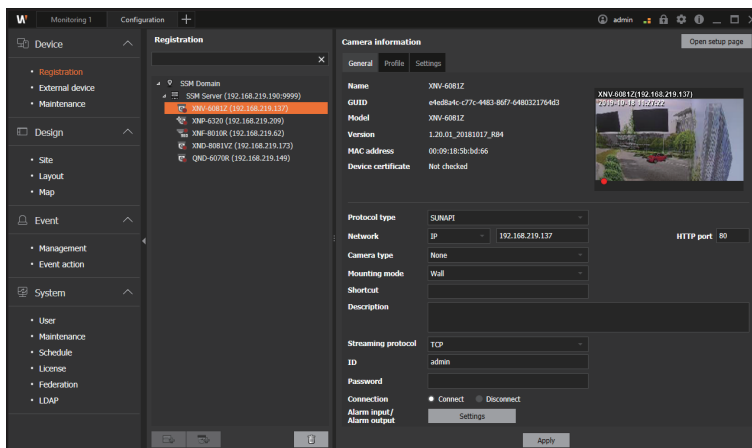 W Monitoring 1 Configuration + admin
Device
• Registration
• External device
• Maintenance
Design
• Site
• Layout
• Map
Event
• Management
• Event action
System
• User
• Maintenance
• Schedule
• License
• Federation
• LDAP
Registration
SSM Domain
SSM Server (192.168.219.190:9999)
XNV-6081Z (192.168.219.137)
XNP-6320 (192.168.219.209)
XNF-8010R (192.168.219.62)
XND-8081VZ (192.168.219.173)
QND-6070R (192.168.219.149)
Camera information
Open setup page
General Profile Settings
Name XNV-6081Z
GUID e4ed8a4c-c77c-4483-86f7-6480321764d3
Model XNV-6081Z
Version 1.20.01_20181017_R84
MAC address 00:09:18:5b:bd:66
Device certificate Not checked
XNV-6081Z(192.168.219.137)
2019-10-18 11:27:22
Protocol type SUNAPI
Network IP 192.168.219.137 HTTP port 80
Camera type None
Mounting mode Wall
Shortcut
Description
Streaming protocol TCP
ID admin
Password
Connection Connect Disconnect
Alarm input/
Alarm output Settings
Apply